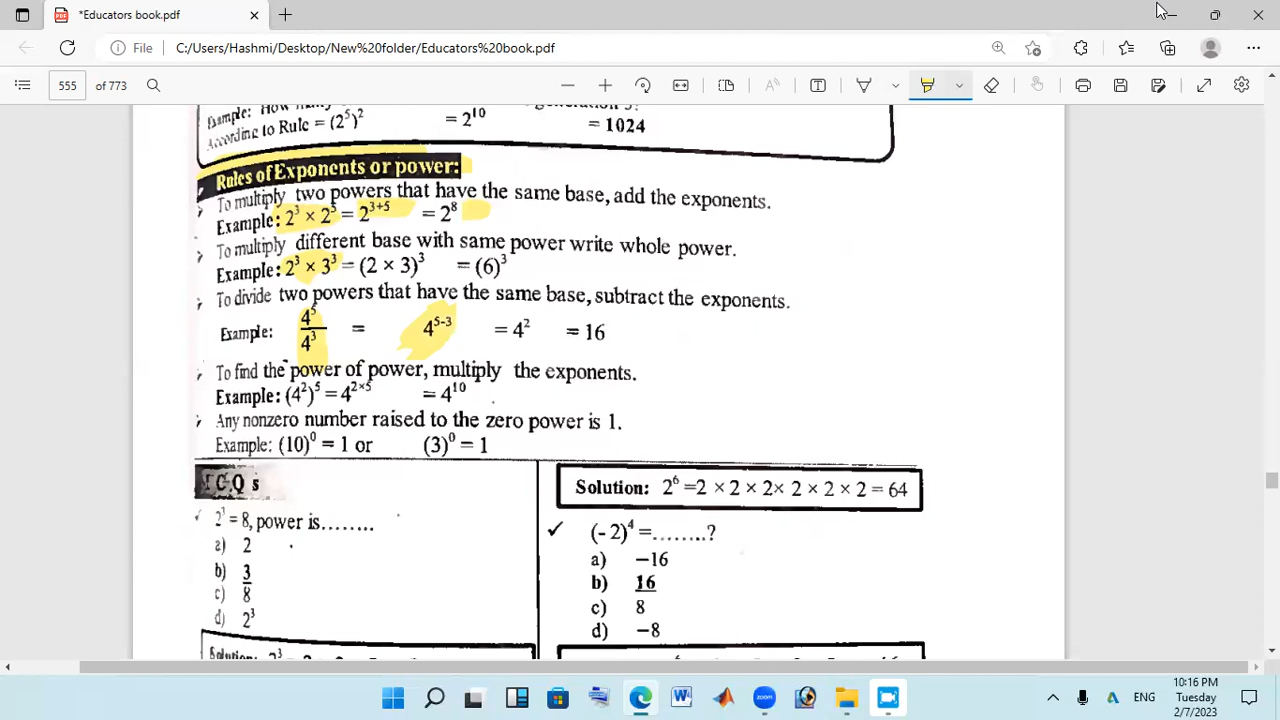 *Educators book.pdf
File
C:/Users/Hashmi/Desktop/New%20folder/Educators%20book.pdf
555 of 773
Example: How many
According to Rule = (2⁵)² = 2¹⁰ = 1024
Rules of Exponents or power:
To multiply two powers that have the same base, add the exponents.
Example: 2³ × 2⁵ = 2³⁺⁵ = 2⁸
To multiply different base with same power write whole power.
Example: 2³ × 3³ = (2 × 3)³ = (6)³
To divide two powers that have the same base, subtract the exponents.
Example: 4⁵/4³ = 4⁵⁻³ = 4² = 16
To find the power of power, multiply the exponents.
Example: (4²)⁵ = 4²ˣ⁵ = 4¹⁰
Any nonzero number raised to the zero power is 1.
Example: (10)⁰ = 1 or (3)⁰ = 1
CQs
2³ = 8, power is........
a) 2
b) 3
c) 8
d) 2³
Solution: 2⁶ =2 × 2 × 2× 2 × 2 × 2 = 64
✓ (- 2)⁴ =........?
a) −16
b) 16
c) 8
d) −8
ENG
10:16 PM
Tuesday
2/7/2023